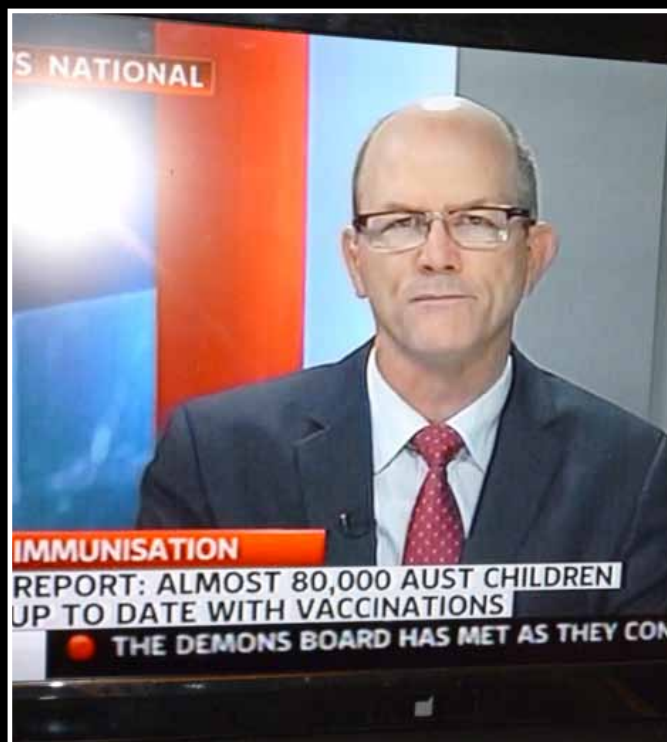 S NATIONAL
IMMUNISATION
REPORT: ALMOST 80,000 AUST CHILDREN
UP TO DATE WITH VACCINATIONS
THE DEMONS BOARD HAS MET AS THEY CON